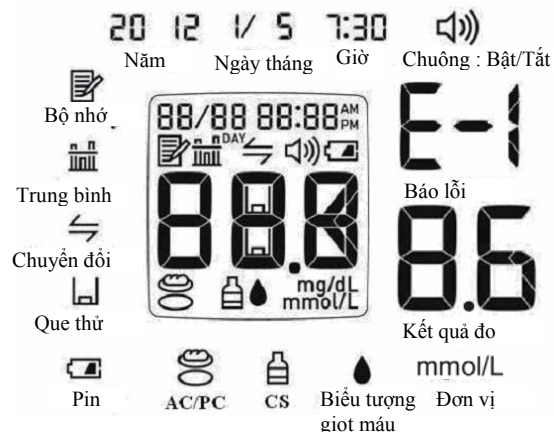 20 12 1/ 5 7:30
Năm Ngày tháng Giờ Chuông : Bật/Tắt
Bộ nhớ
88/88 88:88 AM PM
DAY
E-1
Trung bình
Báo lỗi
Chuyển đổi
8.6
mg/dL
mmol/L
Que thử
Kết quả đo
mmol/L
Pin AC/PC CS Biểu tượng giọt máu Đơn vị